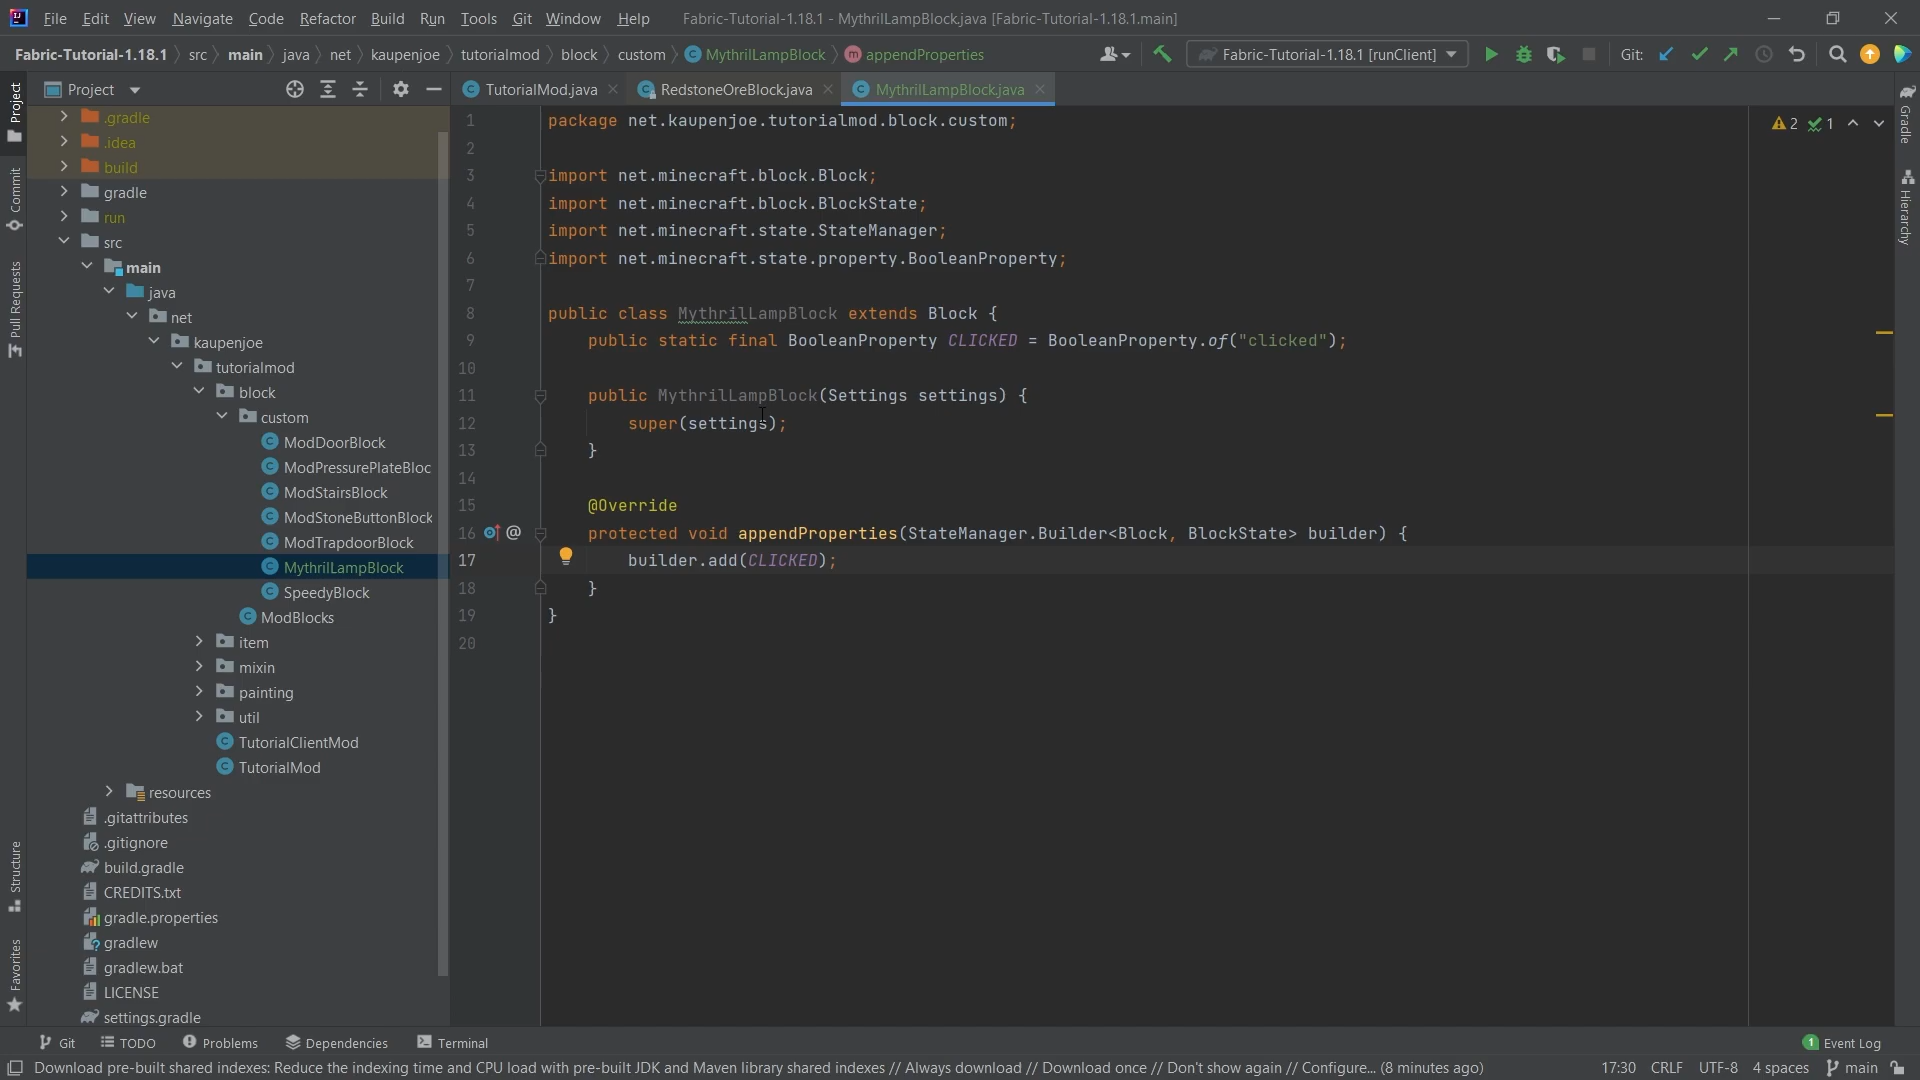 File Edit View Navigate Code Refactor Build Run Tools Git Window Help Fabric-Tutorial-1.18.1 - MythrilLampBlock.java [Fabric-Tutorial-1.18.1.main]
Fabric-Tutorial-1.18.1 src main java net kaupenjoe tutorialmod block custom MythrilLampBlock appendProperties Fabric-Tutorial-1.18.1 [runClient] Git:
Project TutorialMod.java RedstoneOreBlock.java MythrilLampBlock.java
Project
Commit
Pull Requests
Structure
Favorites
.gradle
.idea
build
gradle
run
src
main
java
net
kaupenjoe
tutorialmod
block
custom
ModDoorBlock
ModPressurePlateBloc
ModStairsBlock
ModStoneButtonBlock
ModTrapdoorBlock
MythrilLampBlock
SpeedyBlock
ModBlocks
item
mixin
painting
util
TutorialClientMod
TutorialMod
resources
.gitattributes
.gitignore
build.gradle
CREDITS.txt
gradle.properties
gradlew
gradlew.bat
LICENSE
settings.gradle
1 package net.kaupenjoe.tutorialmod.block.custom;
2
3 import net.minecraft.block.Block;
4 import net.minecraft.block.BlockState;
5 import net.minecraft.state.StateManager;
6 import net.minecraft.state.property.BooleanProperty;
7
8 public class MythrilLampBlock extends Block {
9 public static final BooleanProperty CLICKED = BooleanProperty.of("clicked");
10
11 public MythrilLampBlock(Settings settings) {
12 super(settings);
13 }
14
15 @Override
16 @ protected void appendProperties(StateManager.Builder<Block, BlockState> builder) {
17 builder.add(CLICKED);
18 }
19 }
20
2 1
Gradle
Hierarchy
Git TODO Problems Dependencies Terminal 1 Event Log
Download pre-built shared indexes: Reduce the indexing time and CPU load with pre-built JDK and Maven library shared indexes // Always download // Download once // Don't show again // Configure... (8 minutes ago) 17:30 CRLF UTF-8 4 spaces main